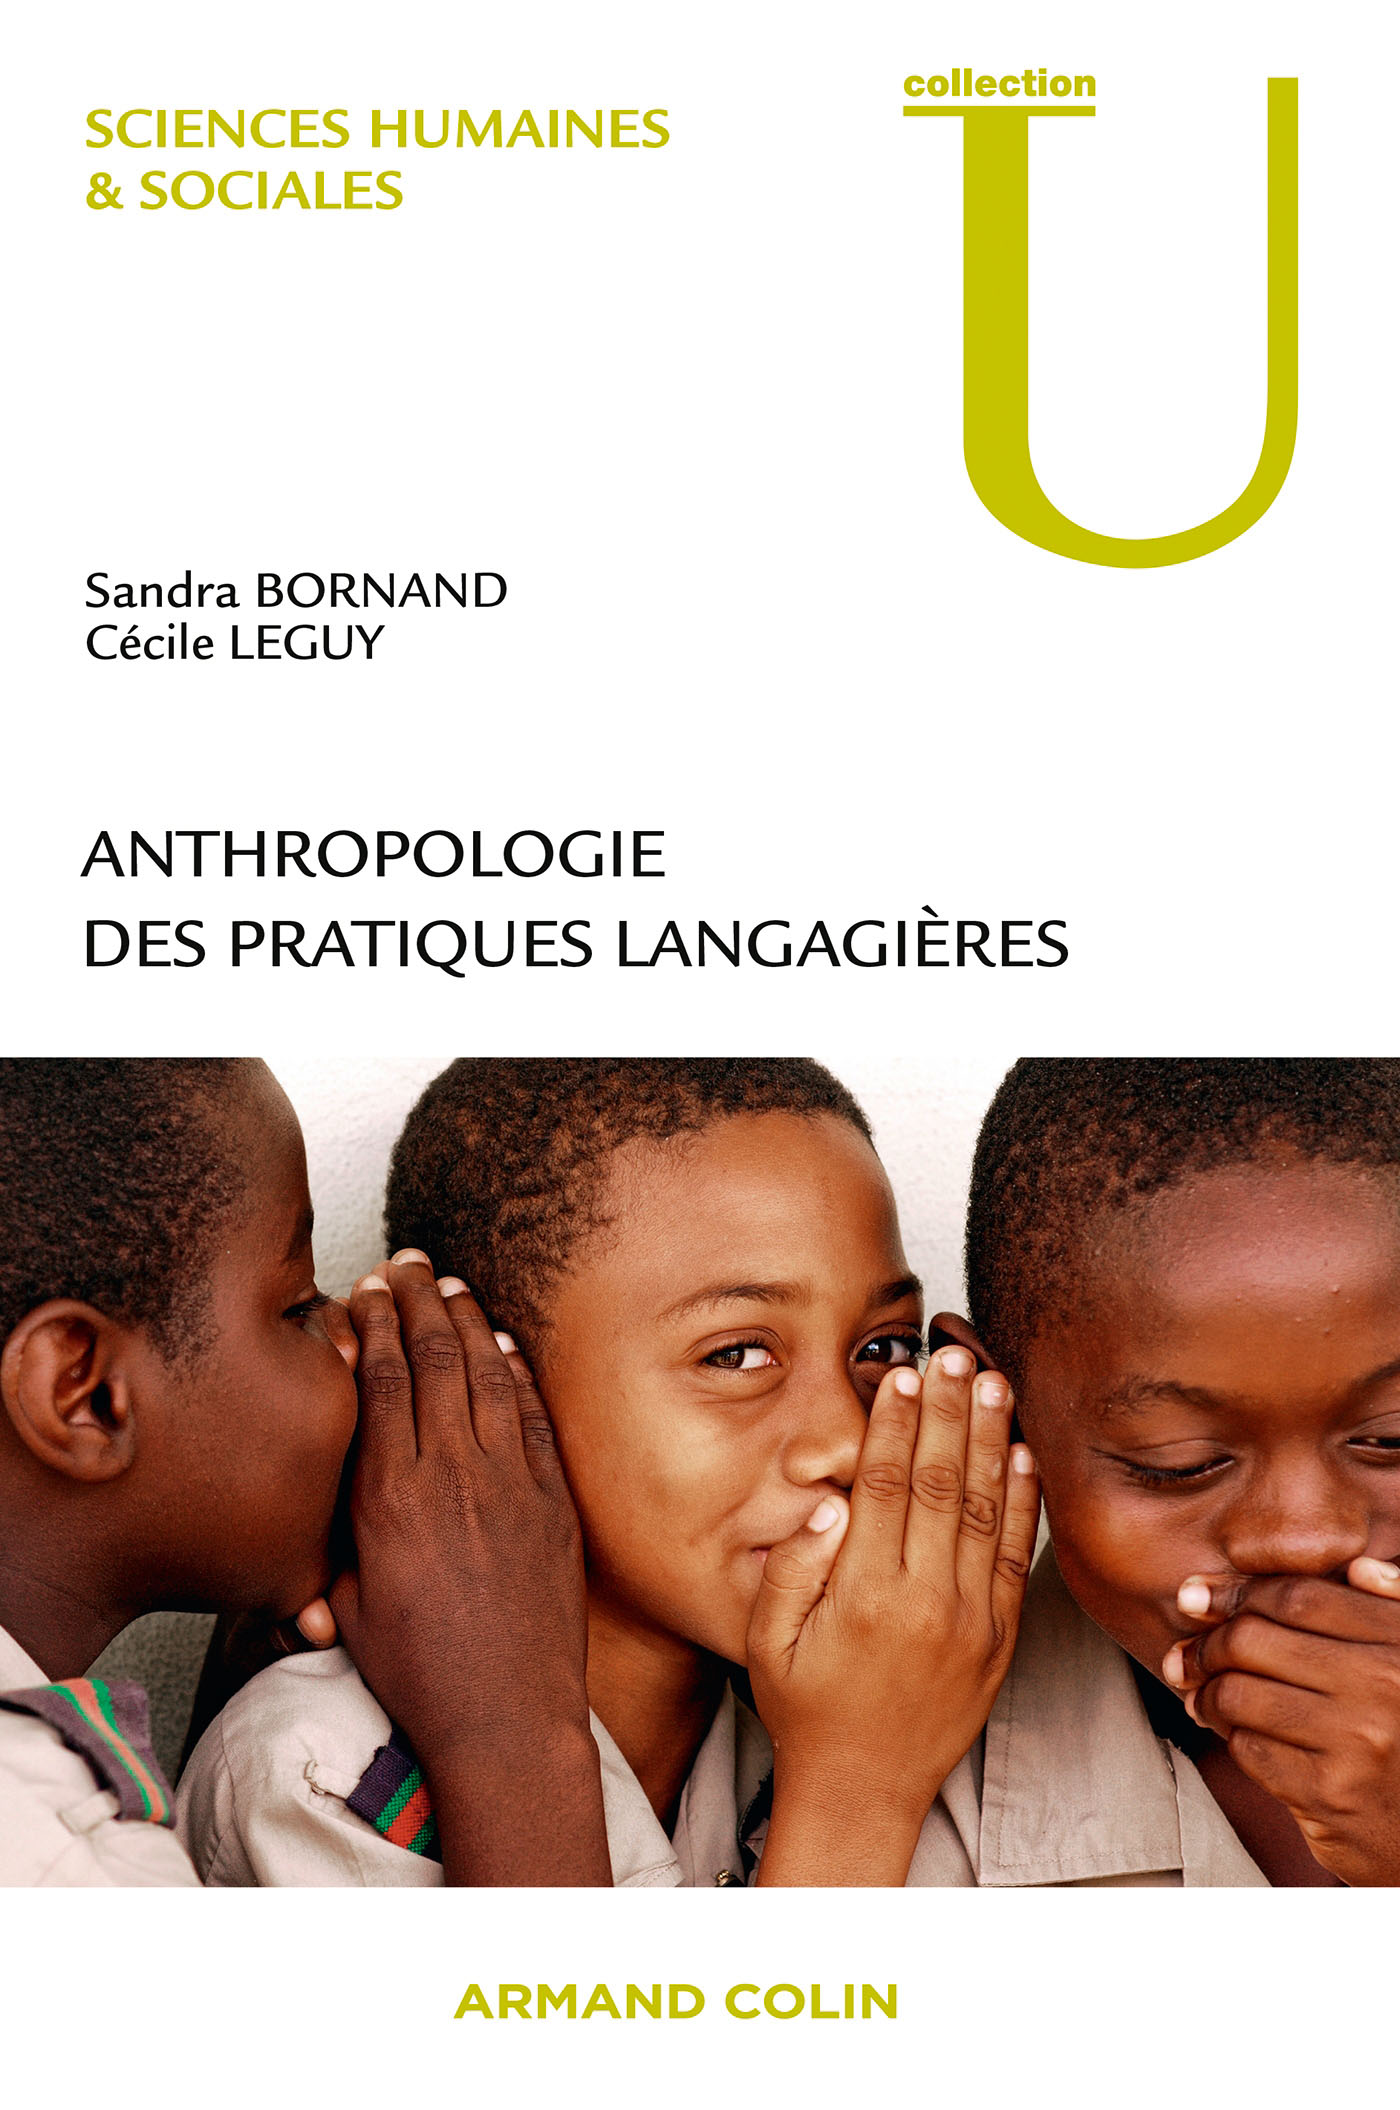 collection
U
SCIENCES HUMAINES
& SOCIALES
Sandra BORNAND
Cécile LEGUY
ANTHROPOLOGIE
DES PRATIQUES LANGAGIÈRES
ARMAND COLIN